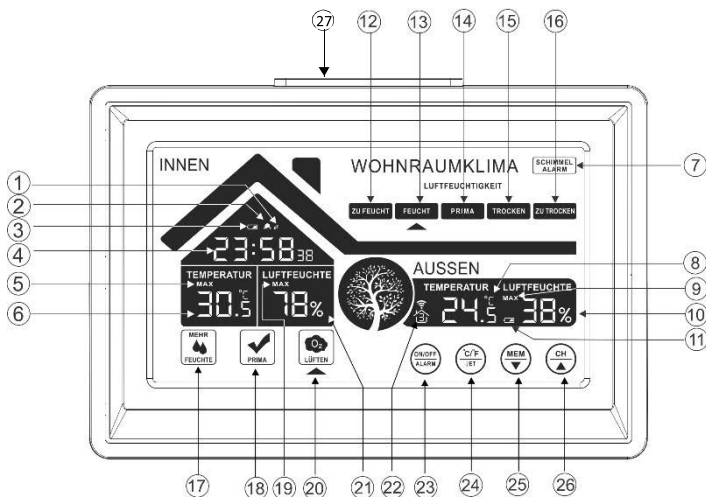 27 12 13 14 15 16
INNEN
WOHNRAUMKLIMA
SCHIMMEL
ALARM
7
LUFTFEUCHTIGKEIT
ZU FEUCHT FEUCHT PRIMA TROCKEN ZU TROCKEN
1
2
3
4
23:58 38
5
TEMPERATUR LUFTFEUCHTE
MAX MAX
6
30.5 °C 78%
AUSSEN
8
TEMPERATUR LUFTFEUCHTE
9
MAX
24.5 °C 38%
3
10
11
MEHR
FEUCHTE
PRIMA
O2
LÜFTEN
ON/OFF
ALARM
°C/°F
MEM
CH
17 18 19 20 21 22 23 24 25 26